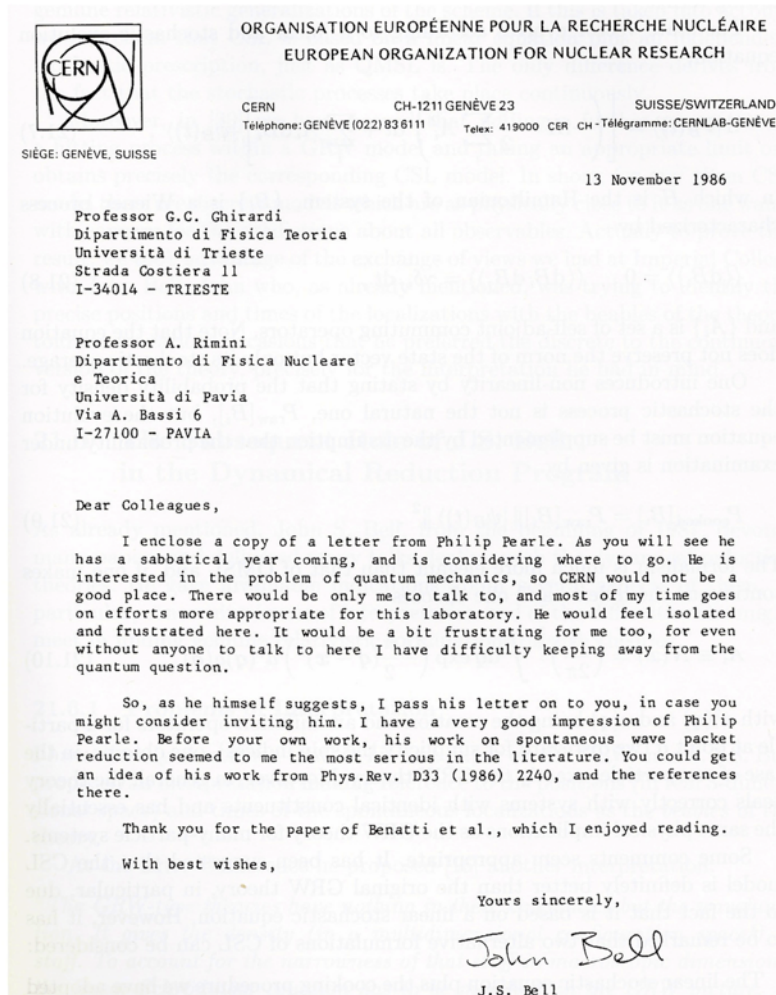 ORGANISATION EUROPÉENNE POUR LA RECHERCHE NUCLÉAIRE
EUROPEAN ORGANIZATION FOR NUCLEAR RESEARCH
CERN
CERN CH-1211 GENÈVE 23 SUISSE/SWITZERLAND
Téléphone: GENÈVE (022) 83 6111 Telex: 419000 CER CH - Télégramme: CERNLAB-GENÈVE
SIÈGE: GENÈVE, SUISSE
13 November 1986
Professor G.C. Ghirardi
Dipartimento di Fisica Teorica
Università di Trieste
Strada Costiera 11
I-34014 - TRIESTE
Professor A. Rimini
Dipartimento di Fisica Nucleare
e Teorica
Università di Pavia
Via A. Bassi 6
I-27100 - PAVIA
Dear Colleagues,
I enclose a copy of a letter from Philip Pearle. As you will see he
has a sabbatical year coming, and is considering where to go. He is
interested in the problem of quantum mechanics, so CERN would not be a
good place. There would be only me to talk to, and most of my time goes
on efforts more appropriate for this laboratory. He would feel isolated
and frustrated here. It would be a bit frustrating for me too, for even
without anyone to talk to here I have difficulty keeping away from the
quantum question.
So, as he himself suggests, I pass his letter on to you, in case you
might consider inviting him. I have a very good impression of Philip
Pearle. Before your own work, his work on spontaneous wave packet
reduction seemed to me the most serious in the literature. You could get
an idea of his work from Phys.Rev. D33 (1986) 2240, and the references
there.
Thank you for the paper of Benatti et al., which I enjoyed reading.
With best wishes,
Yours sincerely,
John Bell
J.S. Bell